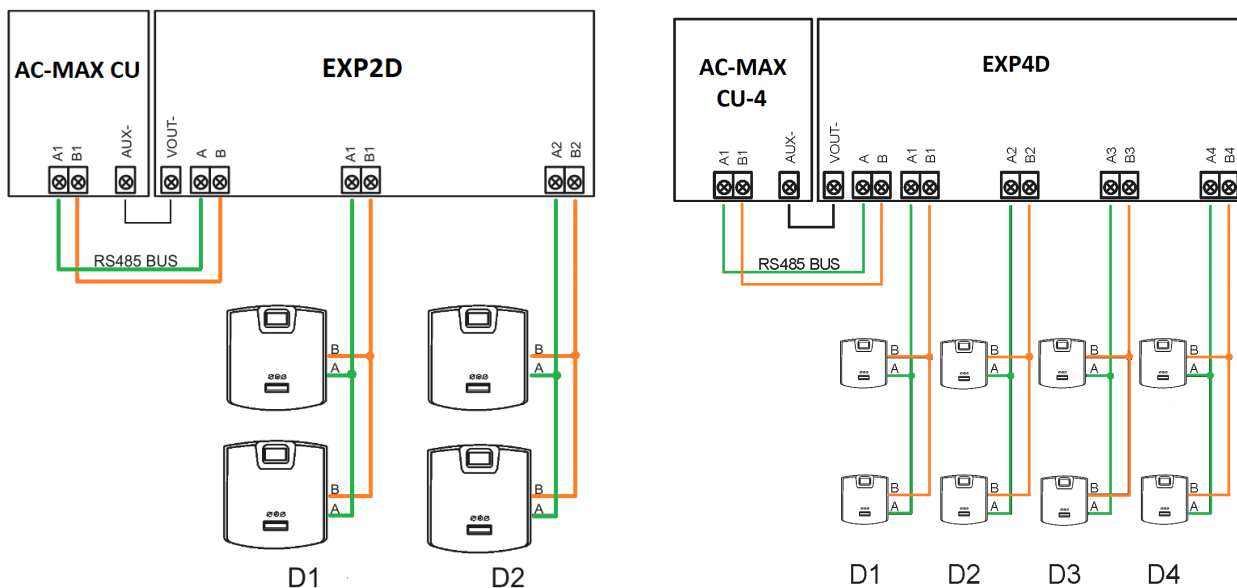 AC-MAX CU
EXP2D
A1 B1 AUX- VOUT- A B A1 B1 A2 B2
RS485 BUS
B
A
B
A
B
A
B
A
D1 D2
AC-MAX
CU-4
EXP4D
A1 B1 AUX- VOUT- A B A1 B1 A2 B2 A3 B3 A4 B4
RS485 BUS
B B B B
A A A A
B B B B
A A A A
D1 D2 D3 D4